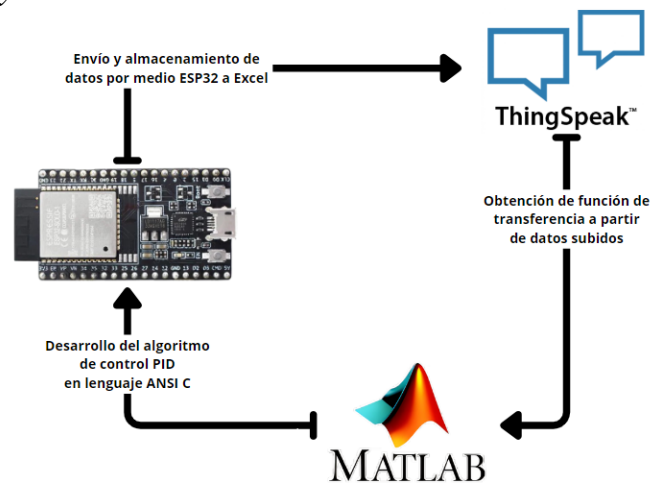 Envío y almacenamiento de
datos por medio ESP32 a Excel
ThingSpeak™
Obtención de función de
transferencia a partir
de datos subidos
Desarrollo del algoritmo
de control PID
en lenguaje ANSI C
MATLAB